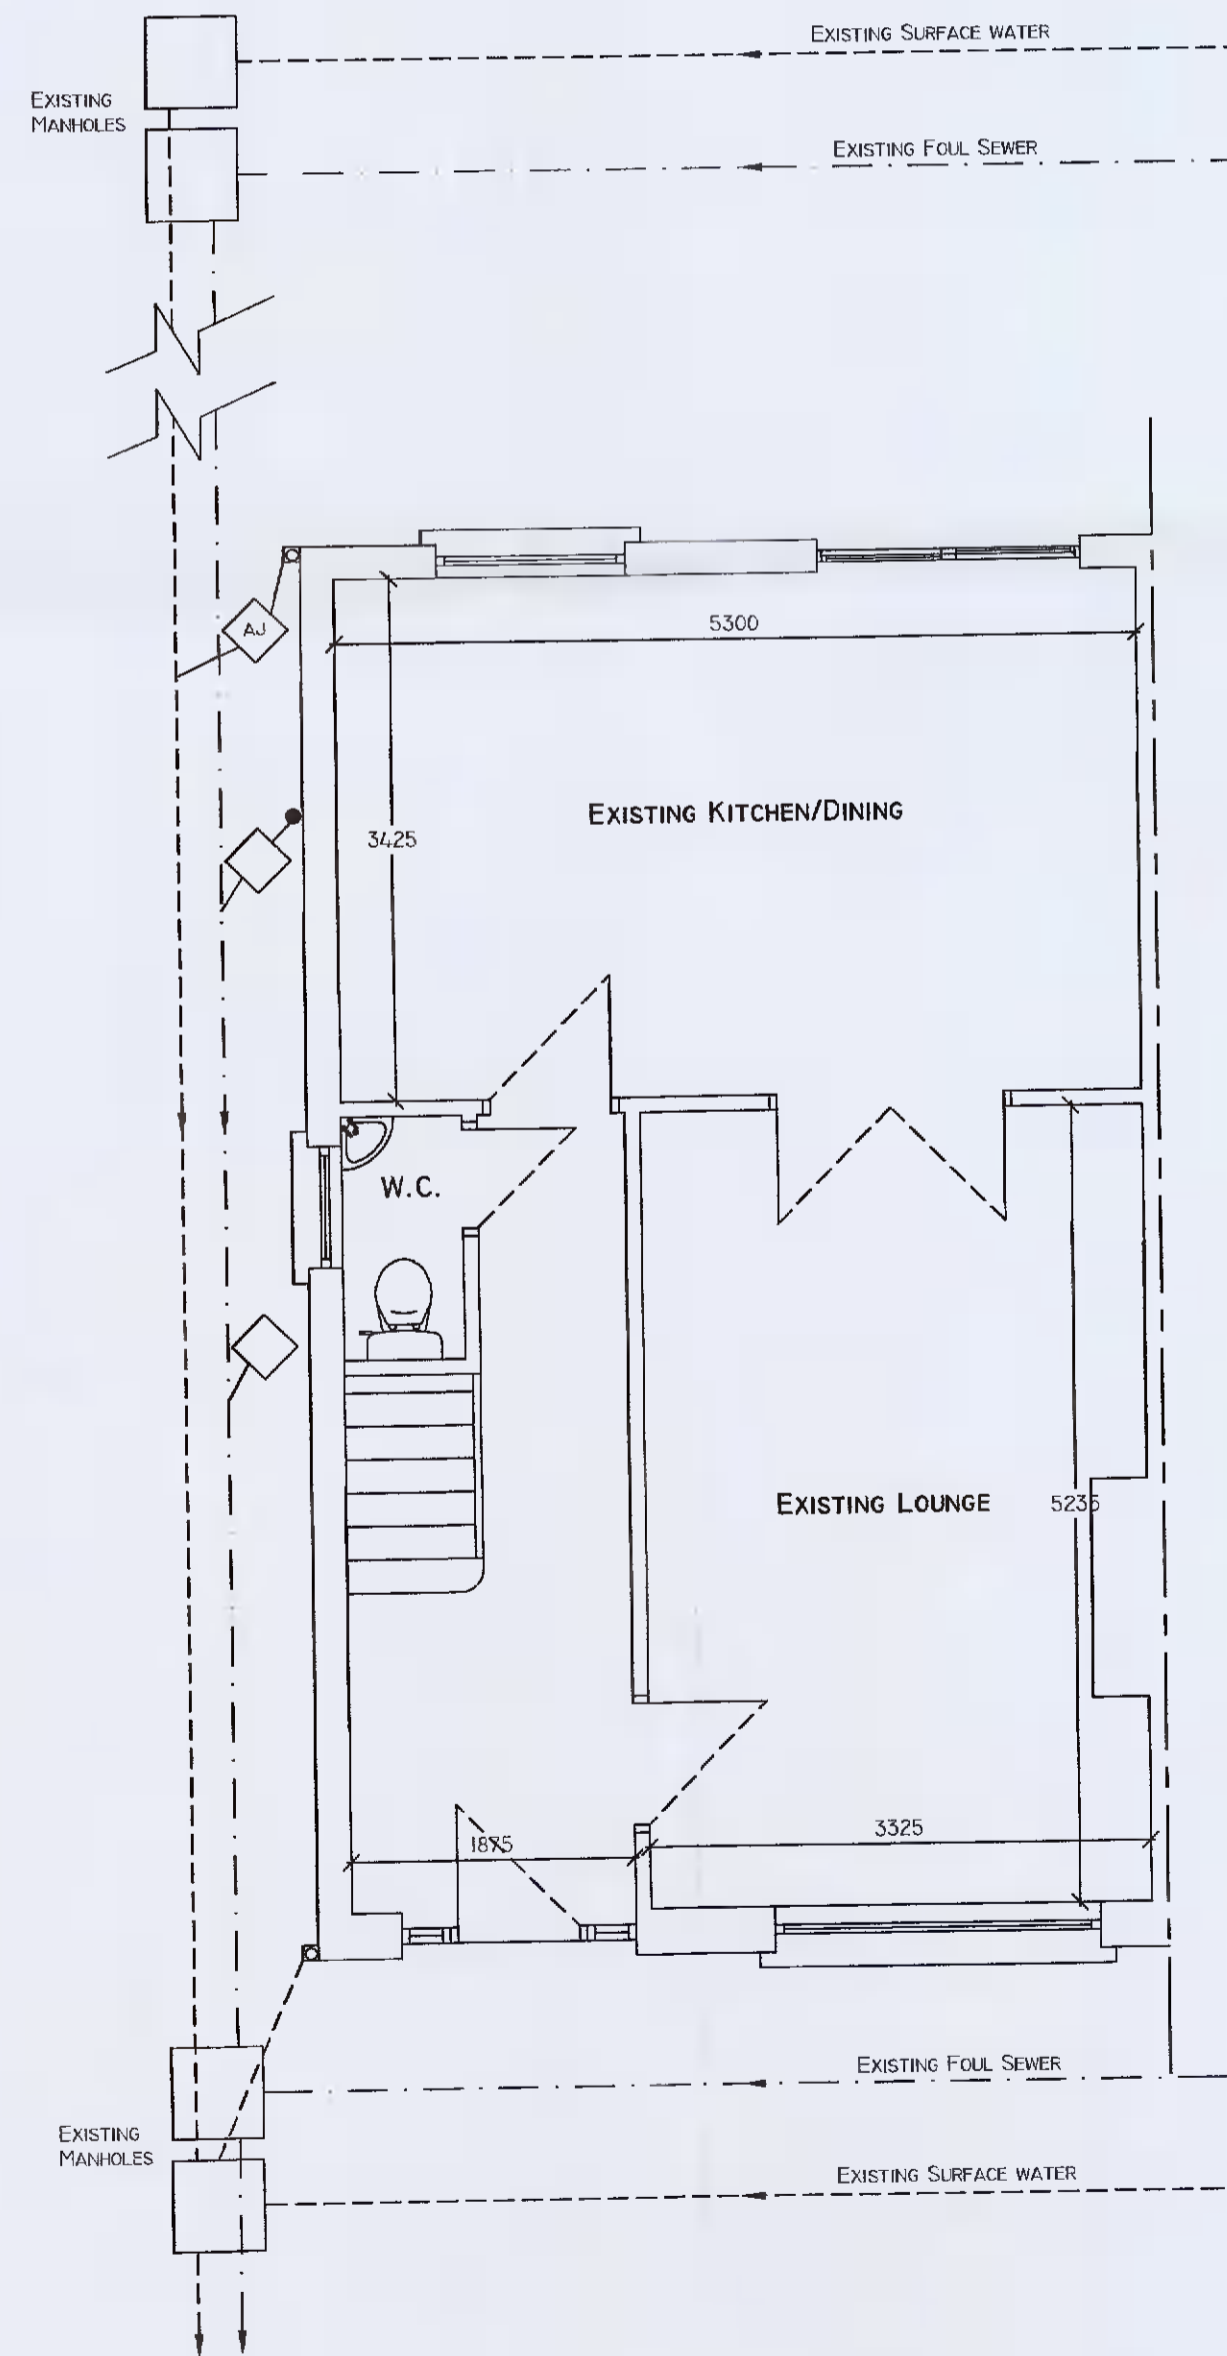 EXISTING SURFACE WATER
EXISTING
MANHOLES
EXISTING FOUL SEWER
5300
AJ
EXISTING KITCHEN/DINING
3425
W.C.
EXISTING LOUNGE
5235
3325
1875
EXISTING FOUL SEWER
EXISTING
MANHOLES
EXISTING SURFACE WATER